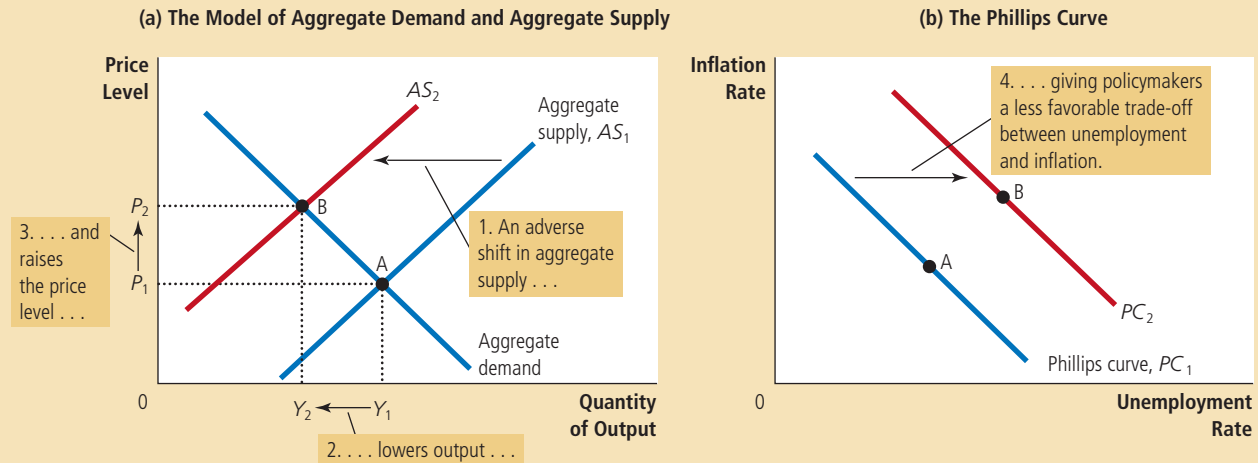 (a) The Model of Aggregate Demand and Aggregate Supply
Price
Level
AS2
Aggregate
supply, AS1
P2
B
3. . . . and
raises
the price
level . . .
1. An adverse
shift in aggregate
supply . . .
A
P1
Aggregate
demand
0
Y2
Y1
Quantity
of Output
2. . . . lowers output . . .
(b) The Phillips Curve
Inflation
Rate
4. . . . giving policymakers
a less favorable trade-off
between unemployment
and inflation.
B
A
PC2
Phillips curve, PC1
0
Unemployment
Rate